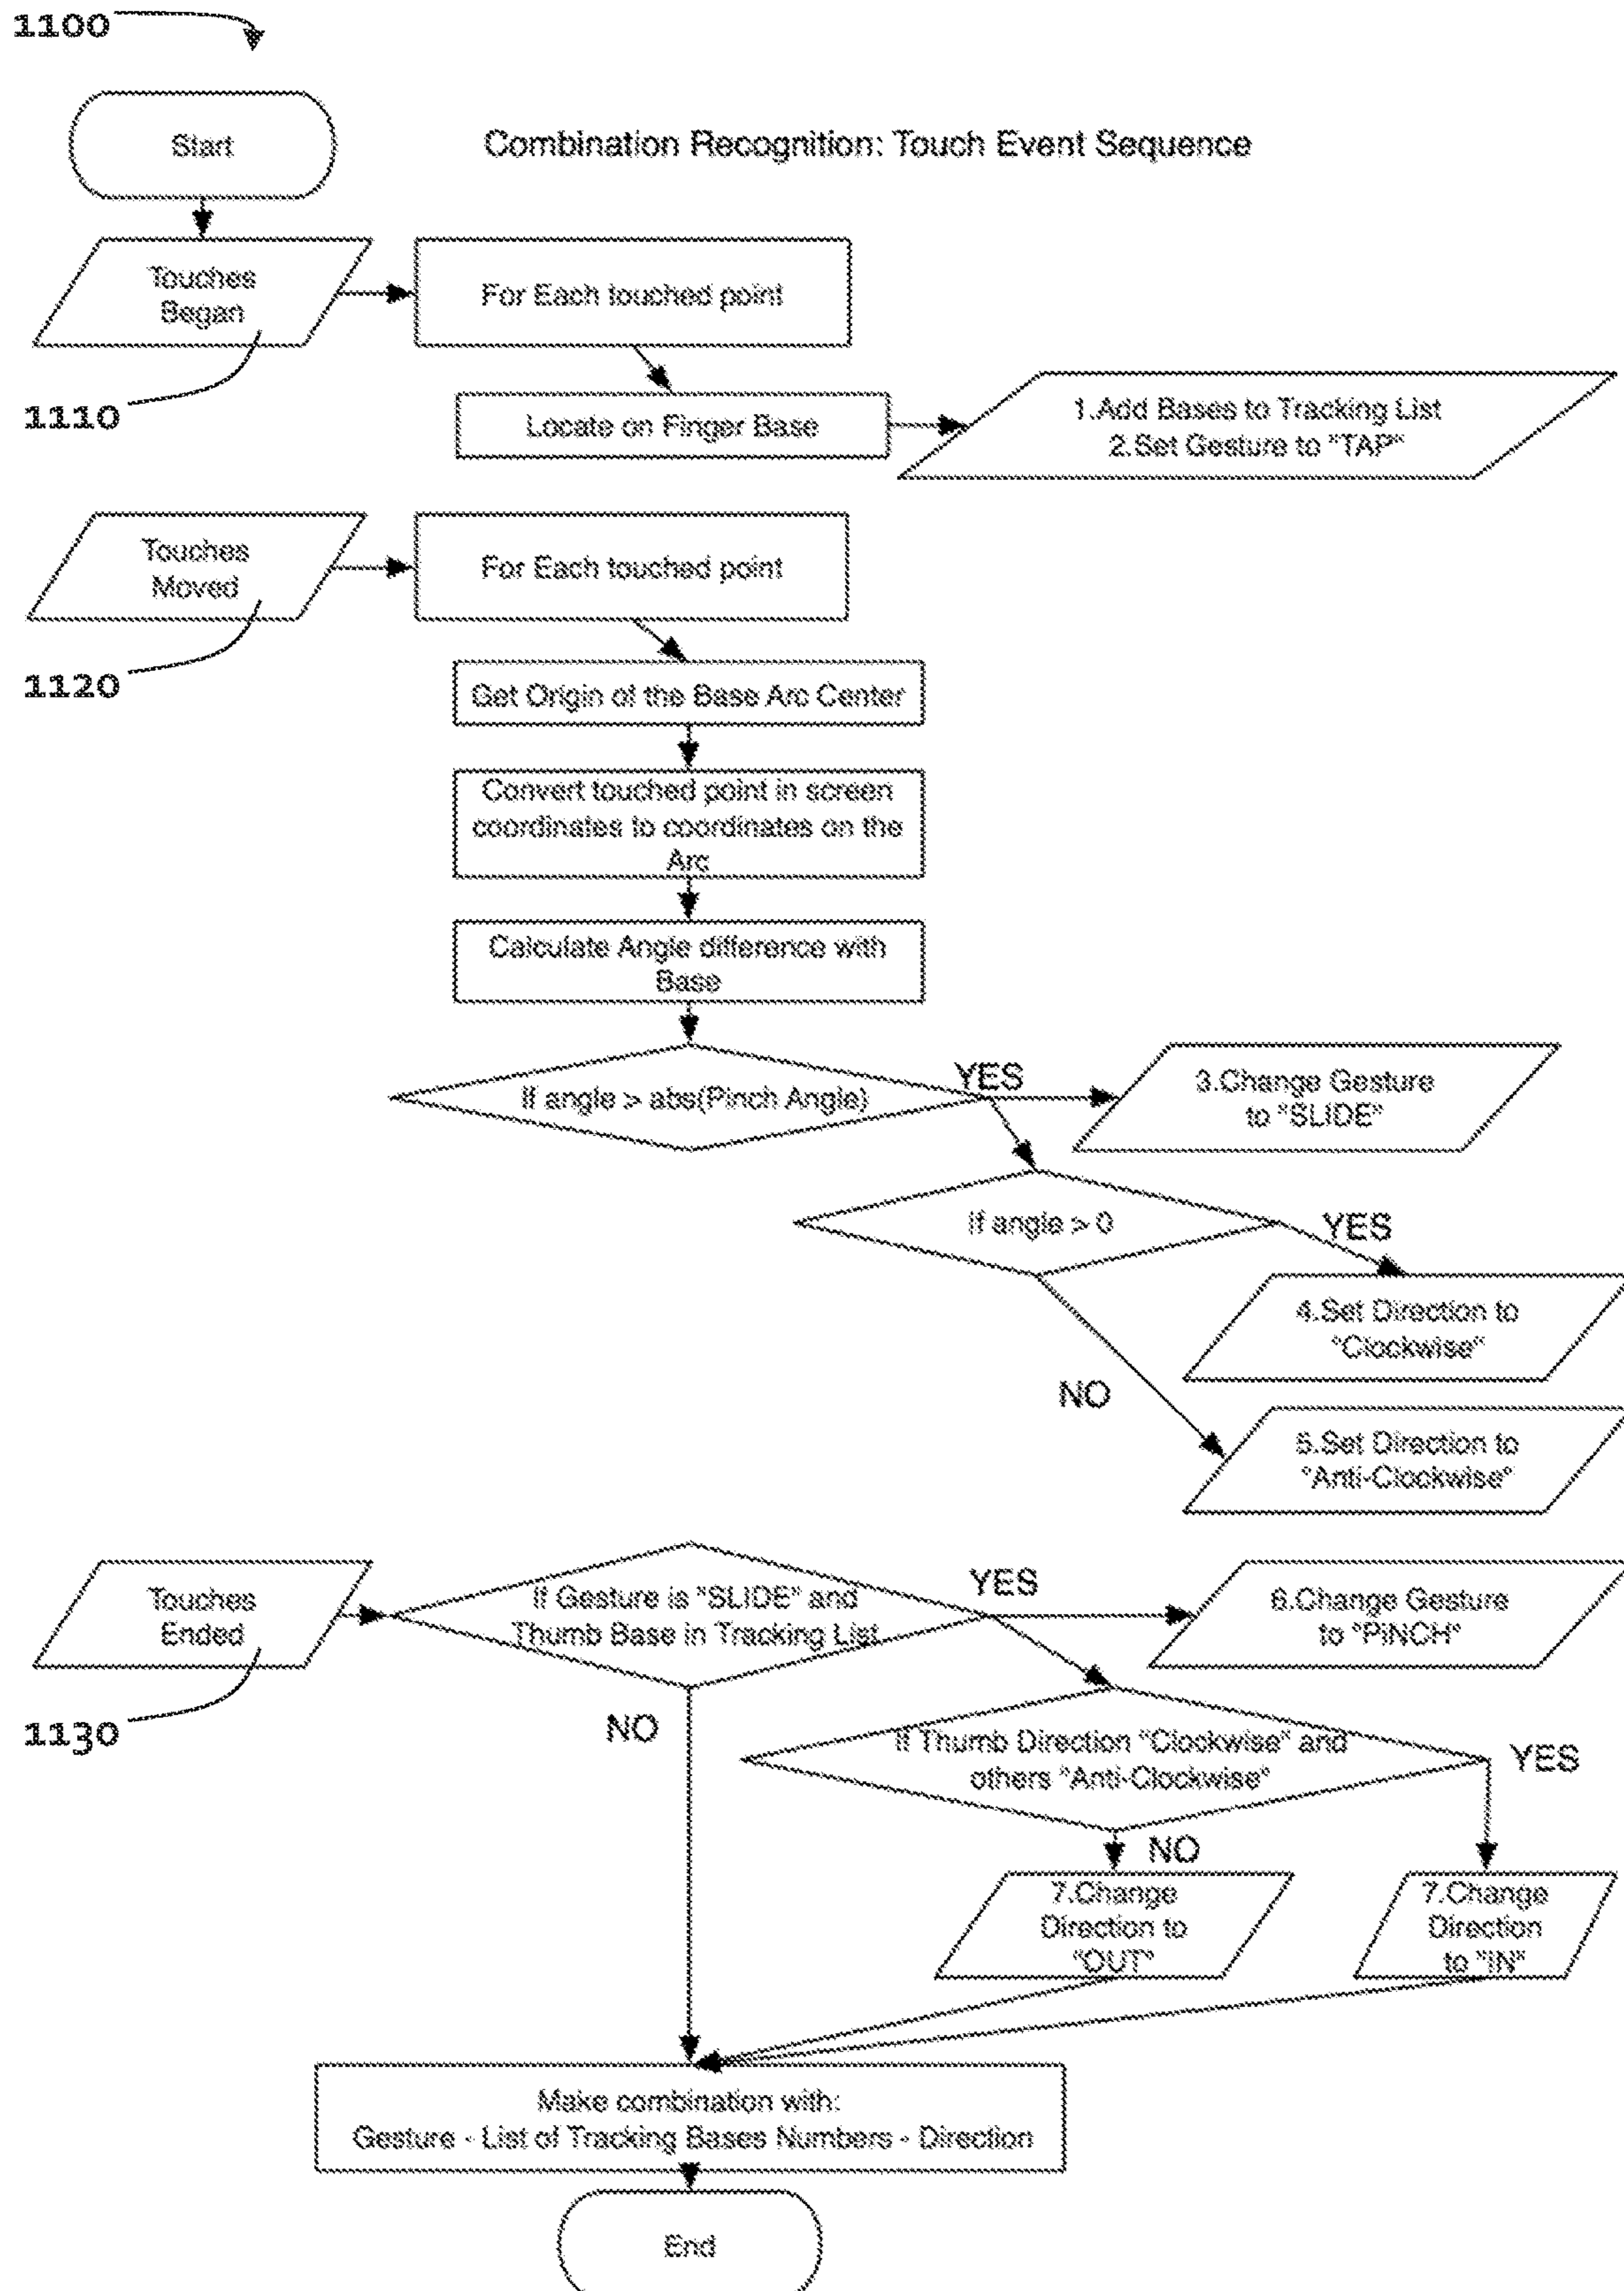 1100
Start
Combination Recognition: Touch Event Sequence
Touches
Began
For Each touched point
1110
Locate on Finger Base
1.Add Bases to Tracking List
2.Set Gesture to "TAP"
Touches
Moved
For Each touched point
1120
Get Origin of the Base Arc Center
Convert touched point in screen
coordinates to coordinates on the
Arc
Calculate Angle difference with
Base
If angle > abs(Pinch Angle)
YES
3.Change Gesture
to "SLIDE"
if angle > 0
YES
4.Set Direction to
"Clockwise"
NO
5.Set Direction to
"Anti-Clockwise"
Touches
Ended
If Gesture is "SLIDE" and
Thumb Base in Tracking List
YES
6.Change Gesture
to "PiNCH"
1130
NO
If Thumb Direction "Clockwise" and
others "Anti-Clockwise"
YES
NO
7.Change
Direction to
"OUT"
7.Change
Direction
to "IN"
Make combination with:
Gesture - List of Tracking Bases Numbers - Direction
End